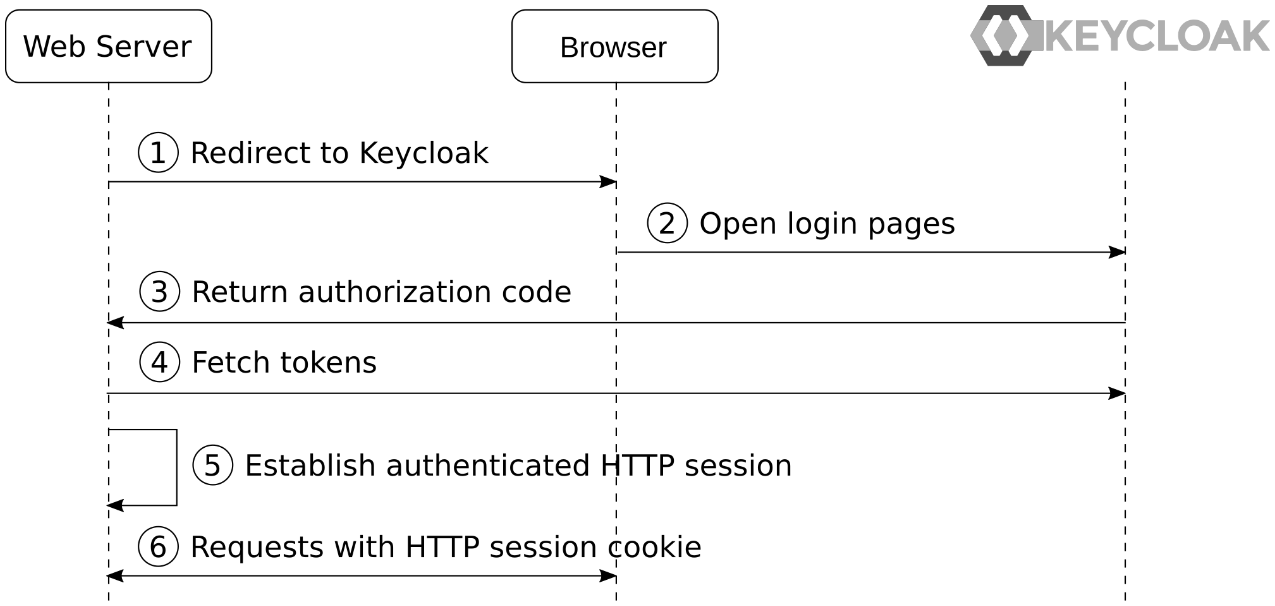 Web Server
Browser
KEYCLOAK
1 Redirect to Keycloak
2 Open login pages
3 Return authorization code
4 Fetch tokens
5 Establish authenticated HTTP session
6 Requests with HTTP session cookie